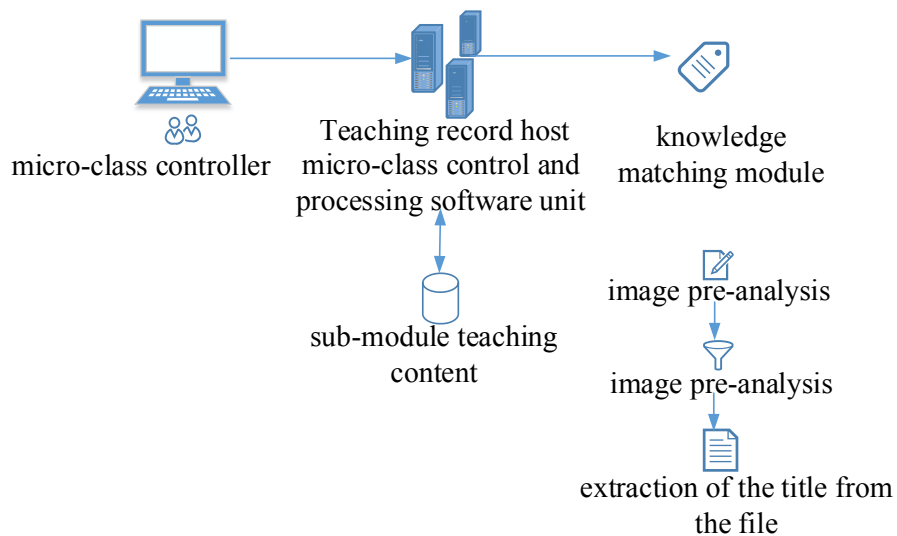 micro-class controller
Teaching record host
micro-class control and
processing software unit
knowledge
matching module
sub-module teaching
content
image pre-analysis
image pre-analysis
extraction of the title from
the file